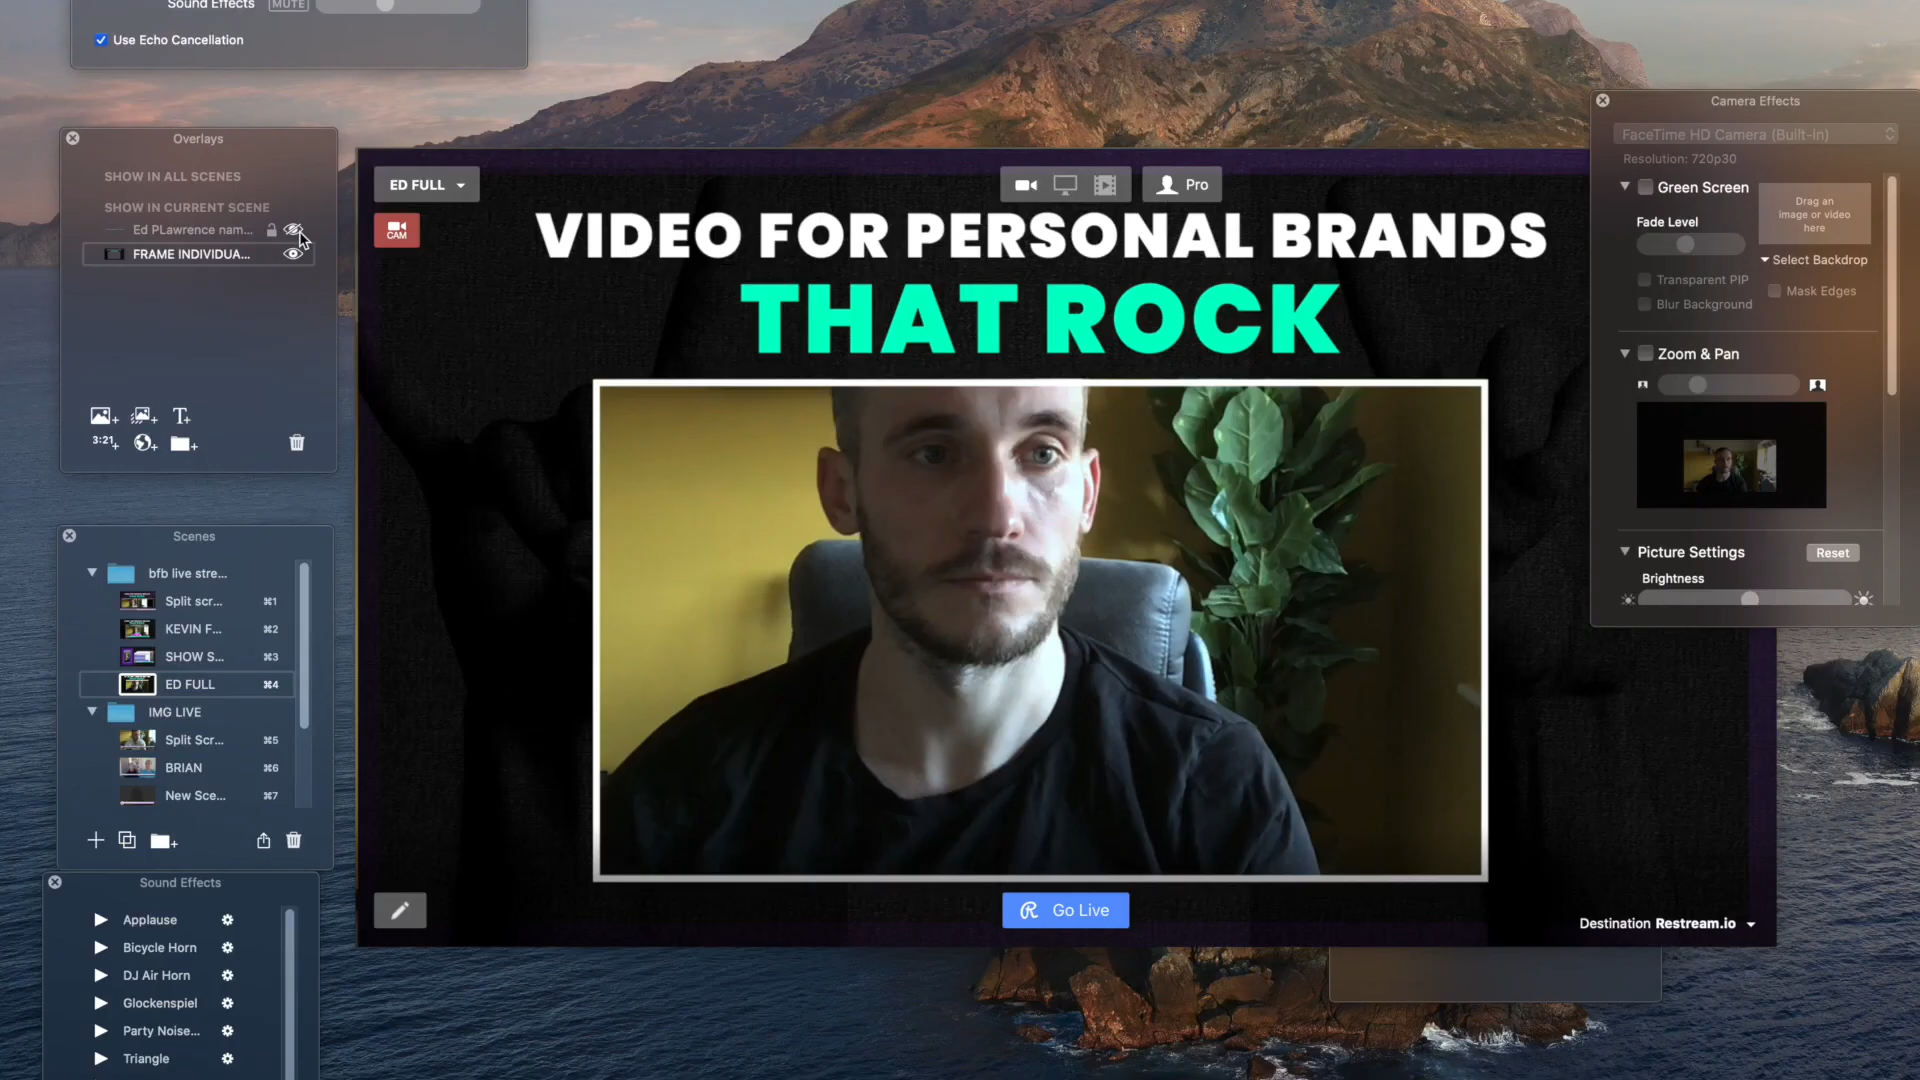 Sound Effects
MUTE
Use Echo Cancellation
Overlays
SHOW IN ALL SCENES
SHOW IN CURRENT SCENE
Ed PLawrence nam...
FRAME INDIVIDUA...
3:21+
Scenes
bfb live stre...
Split scr... ⌘1
KEVIN F... ⌘2
SHOW S... ⌘3
ED FULL ⌘4
IMG LIVE
Split Scr... ⌘5
BRIAN ⌘6
New Sce... ⌘7
Sound Effects
Applause
Bicycle Horn
DJ Air Horn
Glockenspiel
Party Noise...
Triangle
ED FULL
Pro
CAM
VIDEO FOR PERSONAL BRANDS
THAT ROCK
Go Live
Destination Restream.io
Camera Effects
FaceTime HD Camera (Built-in)
Resolution: 720p30
Green Screen
Drag an
image or video
here
Fade Level
Select Backdrop
Transparent PIP
Mask Edges
Blur Background
Zoom & Pan
Picture Settings
Reset
Brightness